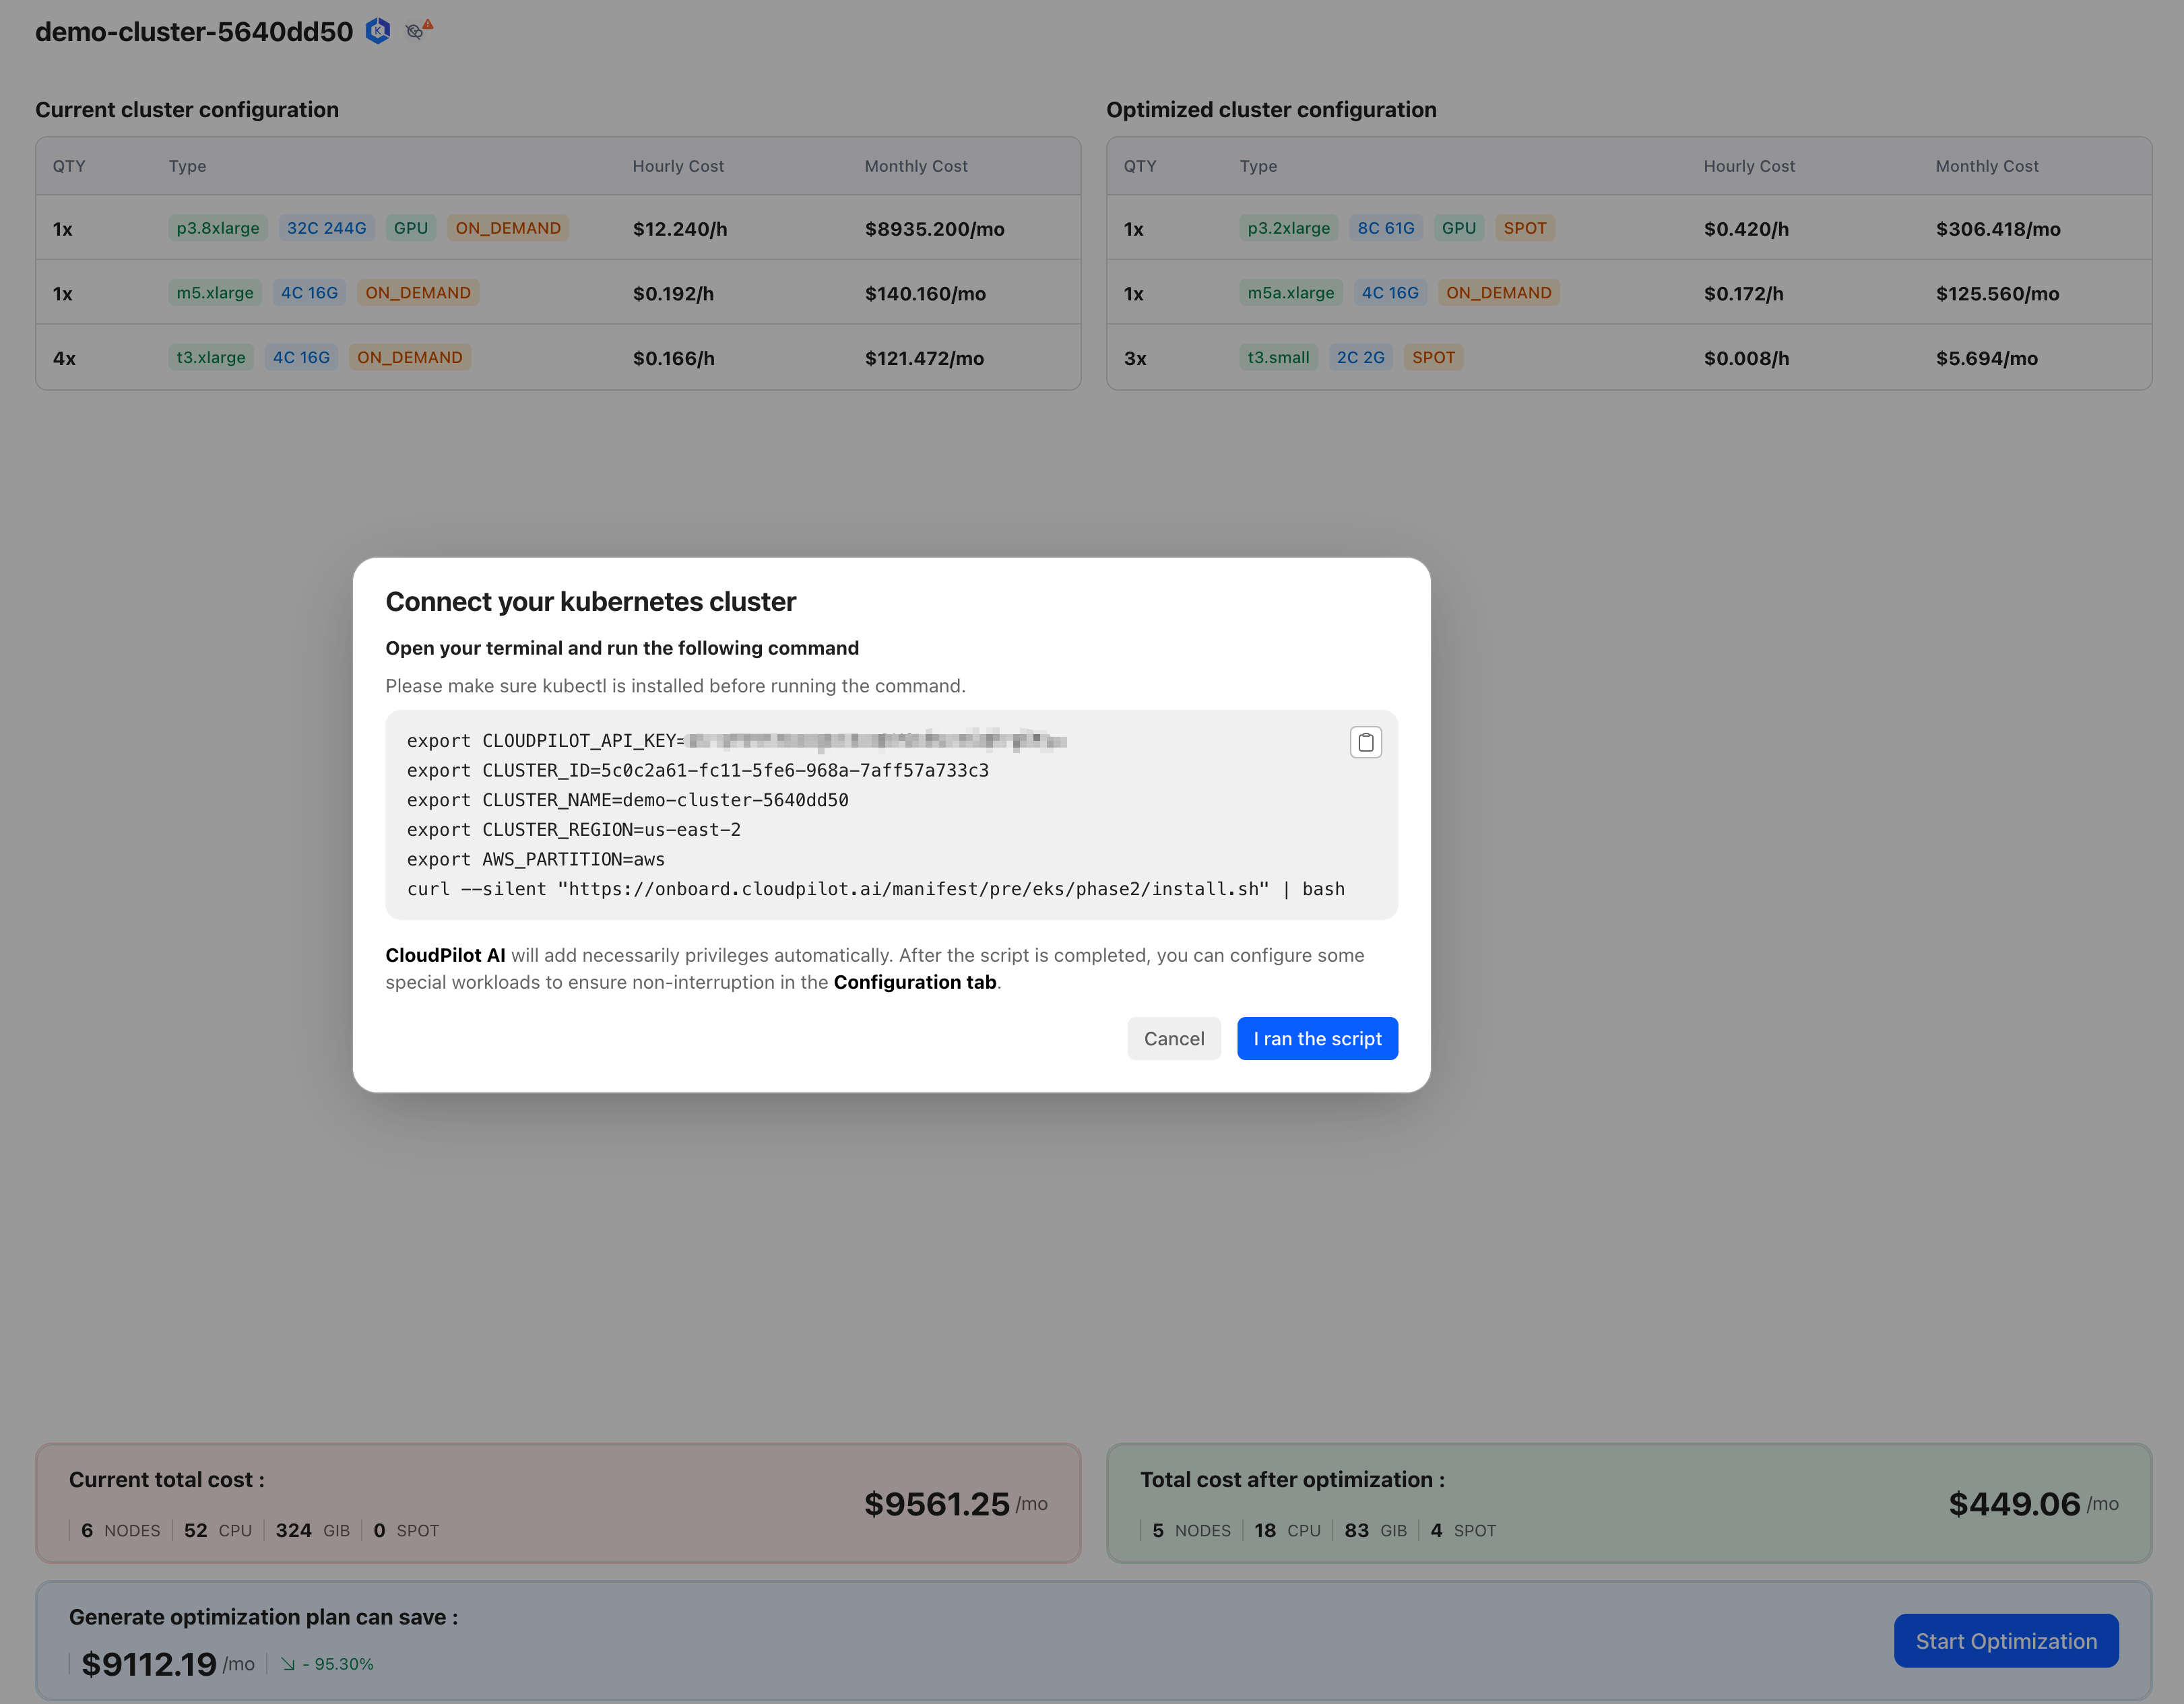 demo-cluster-5640dd50
Current cluster configuration
QTY Type Hourly Cost Monthly Cost
1x p3.8xlarge 32C 244G GPU ON_DEMAND $12.240/h $8935.200/mo
1x m5.xlarge 4C 16G ON_DEMAND $0.192/h $140.160/mo
4x t3.xlarge 4C 16G ON_DEMAND $0.166/h $121.472/mo
Optimized cluster configuration
QTY Type Hourly Cost Monthly Cost
1x p3.2xlarge 8C 61G GPU SPOT $0.420/h $306.418/mo
1x m5a.xlarge 4C 16G ON_DEMAND $0.172/h $125.560/mo
3x t3.small 2C 2G SPOT $0.008/h $5.694/mo
Connect your kubernetes cluster
Open your terminal and run the following command
Please make sure kubectl is installed before running the command.
export CLOUDPILOT_API_KEY=
export CLUSTER_ID=5c0c2a61-fc11-5fe6-968a-7aff57a733c3
export CLUSTER_NAME=demo-cluster-5640dd50
export CLUSTER_REGION=us-east-2
export AWS_PARTITION=aws
curl --silent "https://onboard.cloudpilot.ai/manifest/pre/eks/phase2/install.sh" | bash
CloudPilot AI will add necessarily privileges automatically. After the script is completed, you can configure some
special workloads to ensure non-interruption in the Configuration tab.
Cancel I ran the script
Current total cost :
$9561.25 /mo
6 NODES 52 CPU 324 GIB 0 SPOT
Total cost after optimization :
$449.06 /mo
5 NODES 18 CPU 83 GIB 4 SPOT
Generate optimization plan can save :
$9112.19 /mo - 95.30%
Start Optimization